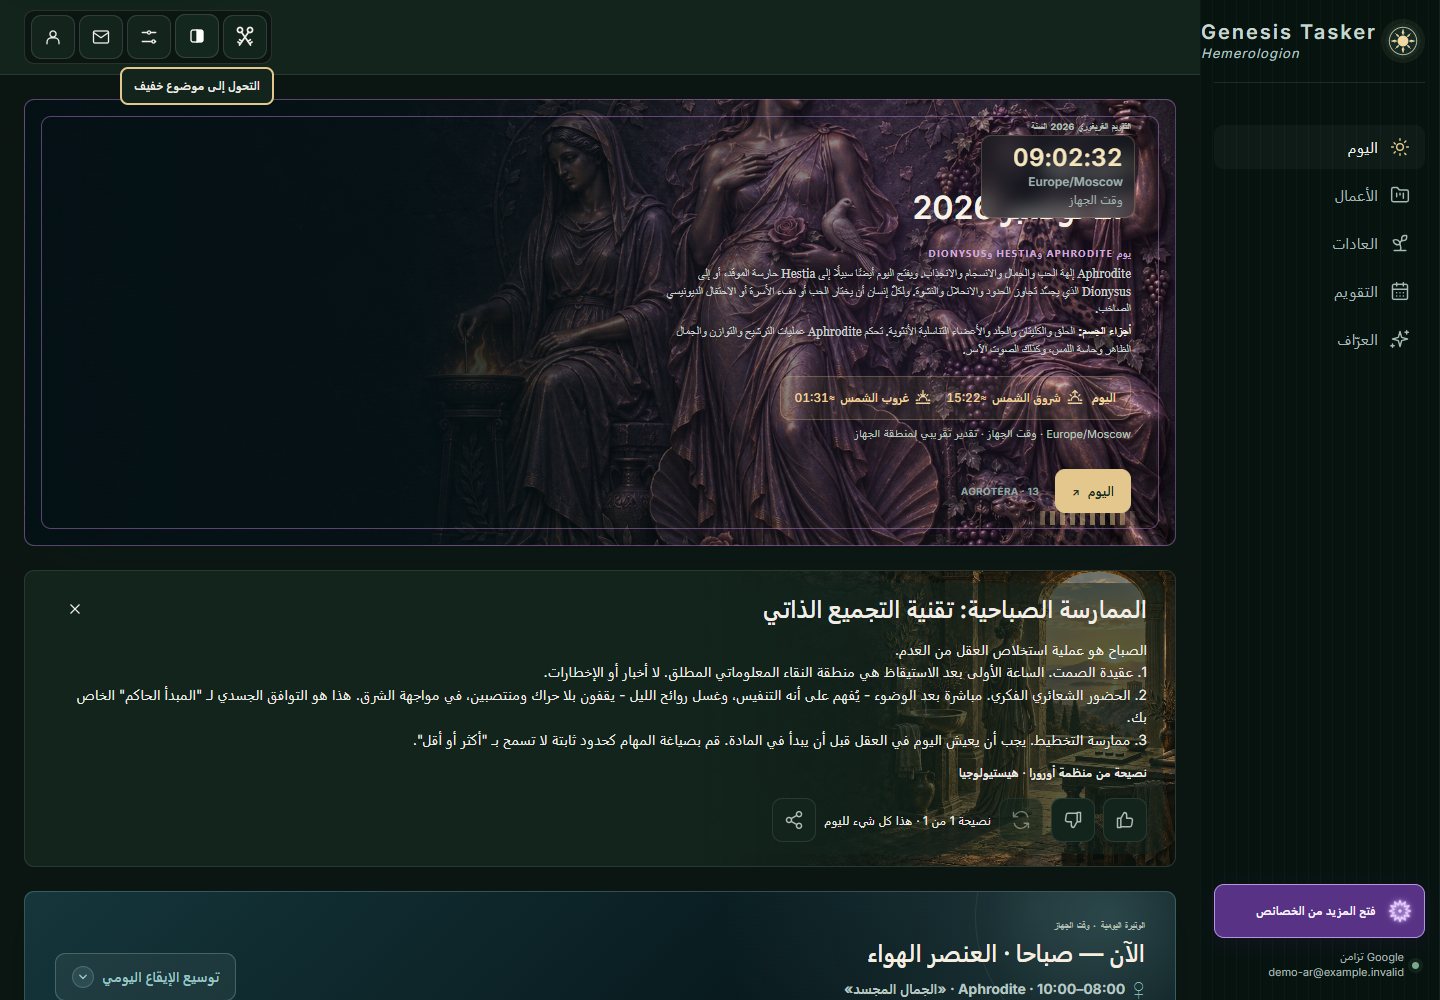 Genesis Tasker
Hemerologion
اليوم
الأعمال
العادات
التقويم
العرّاف
فتح المزيد من الخصائص
Google تزامن
demo-ar@example.invalid
التحول إلى موضوع خفيف
التقويم الغريغوري 2026 السنة
09:02:32
Europe/Moscow
وقت الجهاز
2026
يوم APHRODITE وHESTIA وDIONYSUS
Aphrodite إلهة الحب والجمال والانسجام والانجذاب. ويفتح اليوم أيضًا سبيلًا إلى Hestia حارسة الموقد، أو إلى
Dionysus الذي يجسّد تجاوز الحدود والانحلال والنشوة. ولكلّ إنسان أن يختار الحب أو دفء الأسرة أو الاحتفال الديونيسي
الصاخب.
أجزاء الجسم: الحلق والكليتان والجلد والأعضاء التناسلية الأنثوية. تحكم Aphrodite عمليات الترشيح والتوازن والجمال
الظاهر وحاسة اللمس، وكذلك الصوت الآسر.
اليوم شروق الشمس ≈15:22 غروب الشمس ≈01:31
Europe/Moscow · وقت الجهاز · تقدير تقريبي لمنطقة الجهاز
اليوم
AGROTERA · 13
الممارسة الصباحية: تقنية التجميع الذاتي
الصباح هو عملية استخلاص العقل من العدم.
1. عقيدة الصمت. الساعة الأولى بعد الاستيقاظ هي منطقة النقاء المعلوماتي المطلق. لا أخبار أو الإخطارات.
2. الحضور الشعائري الفكري. مباشرة بعد الوضوء - يُفهم على أنه التنفيس، وغسل روائح الليل - يقفون بلا حراك ومنتصبين، في مواجهة الشرق. هذا هو التوافق الجسدي لـ "المبدأ الحاكم" الخاص
بك.
3. ممارسة التخطيط. يجب أن يعيش اليوم في العقل قبل أن يبدأ في المادة. قم بصياغة المهام كحدود ثابتة لا تسمح بـ "أكثر أو أقل".
نصيحة من منظمة أورورا · هيستيولوجيا
نصيحة 1 من 1 · هذا كل شيء لليوم
الوتيرة اليومية · وقت الجهاز
الآن — صباحا · العنصر الهواء
08:00–10:00 · Aphrodite · «الجمال المجسد»
توسيع الإيقاع اليومي